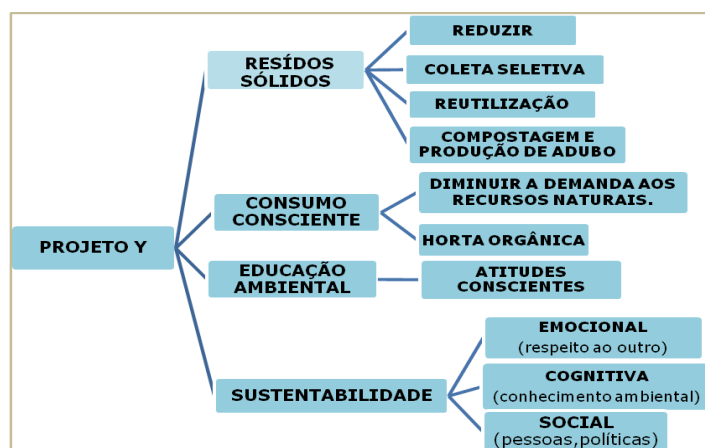 PROJETO Y
RESÍDOS
SÓLIDOS
REDUZIR
COLETA SELETIVA
REUTILIZAÇÃO
COMPOSTAGEM E
PRODUÇÃO DE ADUBO
CONSUMO
CONSCIENTE
DIMINUIR A DEMANDA AOS
RECURSOS NATURAIS.
HORTA ORGÂNICA
EDUCAÇÃO
AMBIENTAL
ATITUDES
CONSCIENTES
SUSTENTABILIDADE
EMOCIONAL
(respeito ao outro)
COGNITIVA
(conhecimento ambiental)
SOCIAL
(pessoas,políticas)